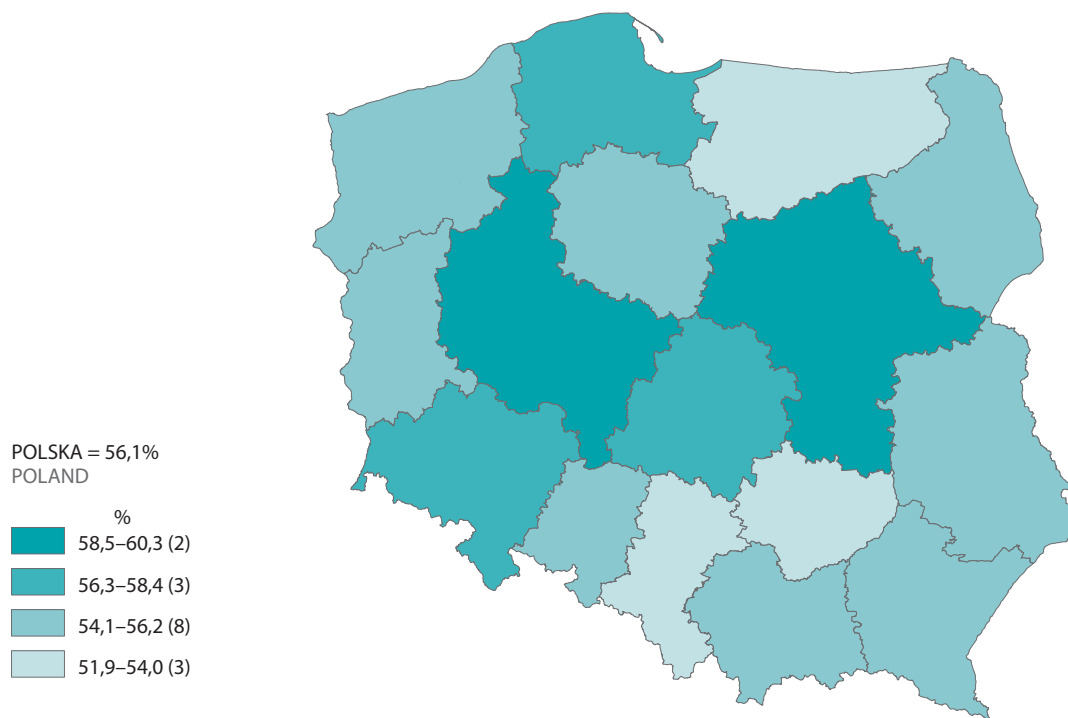 POLSKA = 56,1%
POLAND
%
58,5–60,3 (2)
56,3–58,4 (3)
54,1–56,2 (8)
51,9–54,0 (3)